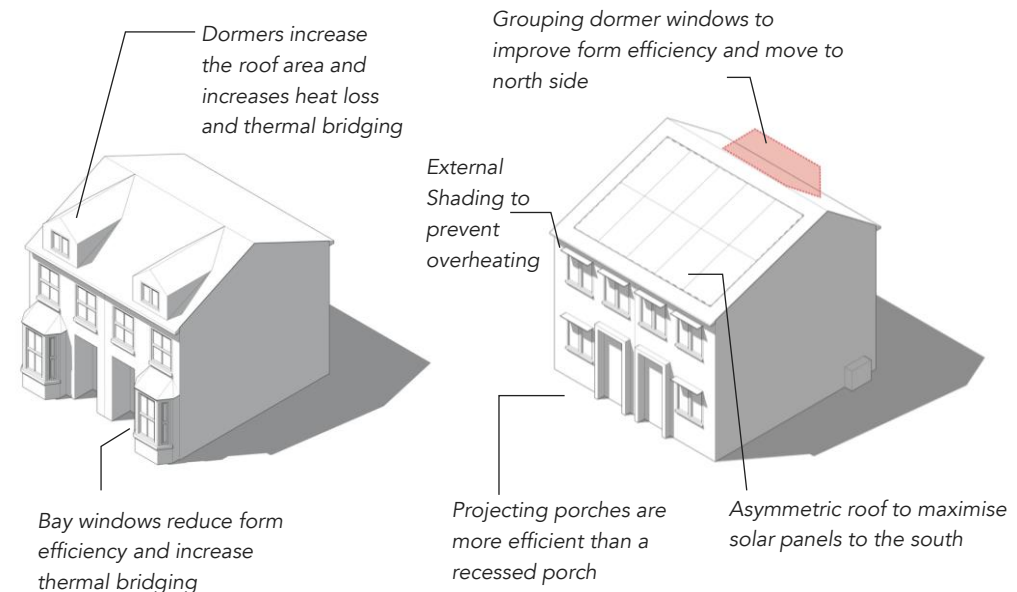 Dormers increase
the roof area and
increases heat loss
and thermal bridging
Bay windows reduce form
efficiency and increase
thermal bridging
Grouping dormer windows to
improve form efficiency and move to
north side
External
Shading to
prevent
overheating
Projecting porches are
more efficient than a
recessed porch
Asymmetric roof to maximise
solar panels to the south